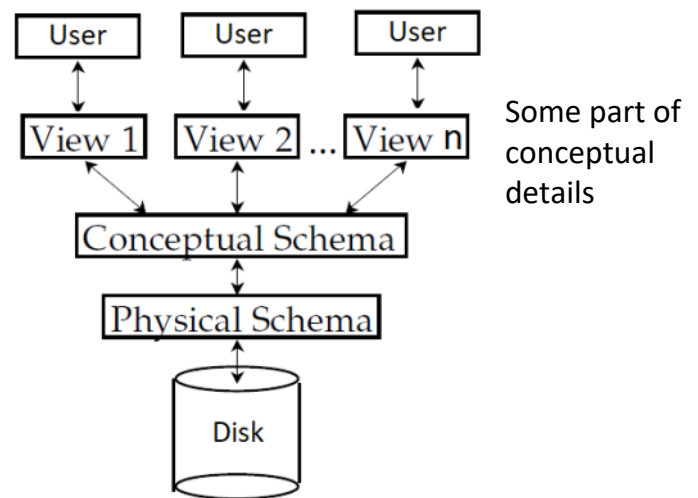 User User User
View 1 View 2 ... View n
Some part of
conceptual
details
Conceptual Schema
Physical Schema
Disk